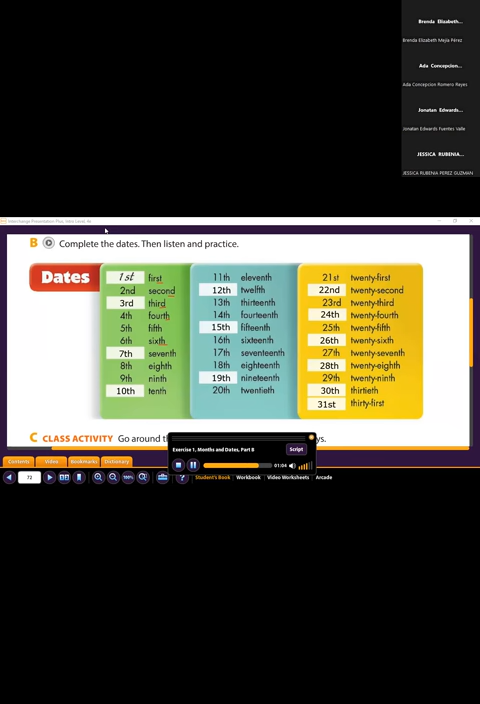 Brenda Elizabeth...
Brenda Elizabeth Mejia Pérez
Ada Concepcion...
Ada Concepcion Romero Reyes
Jonatan Edwards...
Jonatan Edwards Fuentes Valle
JESSICA RUBENIA...
JESSICA RUBENIA PEREZ GUZMAN
B Complete the dates. Then listen and practice.
Dates
1st first
2nd second
3rd third
4th fourth
5th fifth
6th sixth
7th seventh
8th eighth
9th ninth
10th tenth
11th eleventh
12th twelfth
13th thirteenth
14th fourteenth
15th fifteenth
16th sixteenth
17th seventeenth
18th eighteenth
19th nineteenth
20th twentieth
21st twenty-first
22nd twenty-second
23rd twenty-third
24th twenty-fourth
25th twenty-fifth
26th twenty-sixth
27th twenty-seventh
28th twenty-eighth
29th twenty-ninth
30th thirtieth
31st thirty-first
C CLASS ACTIVITY Go around th ys.
Exercise 1, Months and Dates, Part B Script
01:04
Contents Video Bookmarks Dictionary
72 100% ? Student's Book Workbook Video Worksheets Arcade